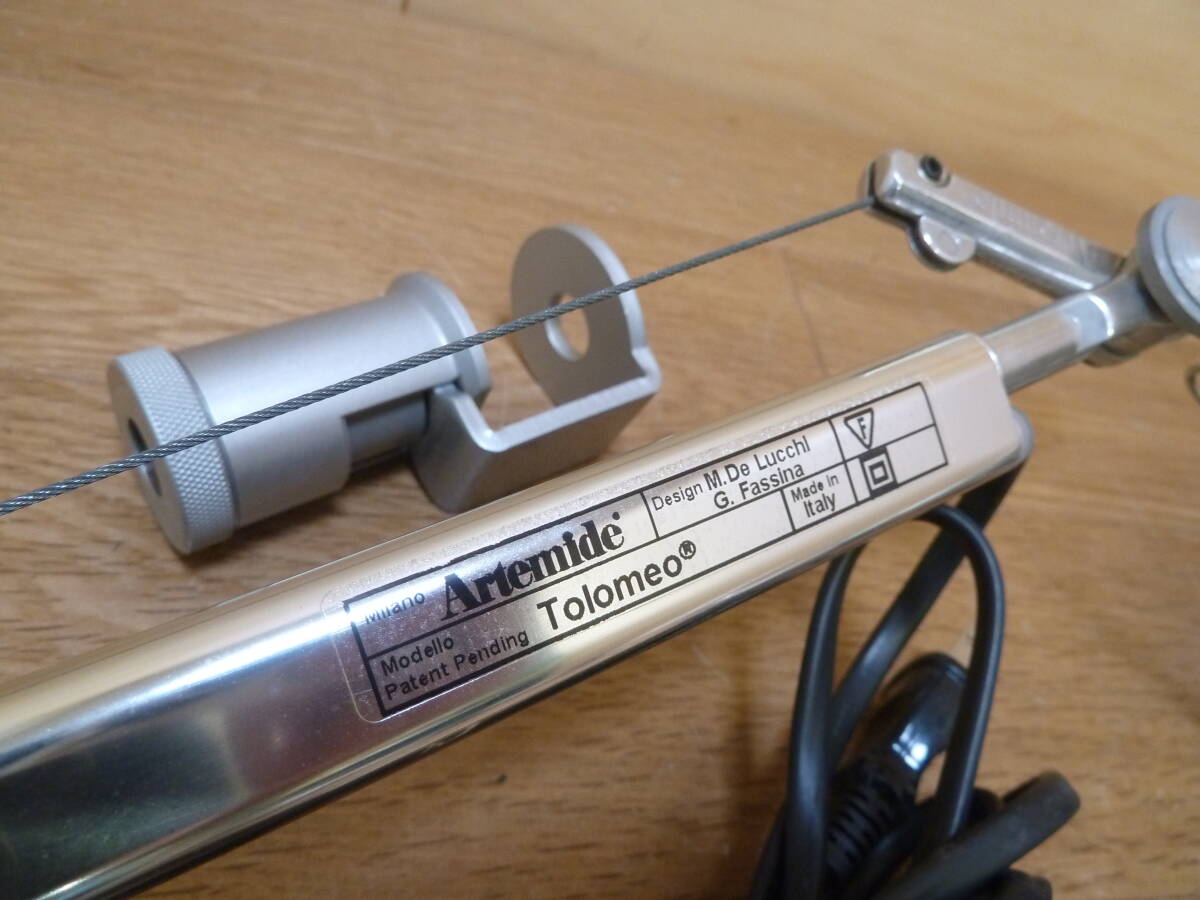 Milano Artemide
Design M.De Lucchi
G. Fassina
F
Modello
Patent Pending
Tolomeo®
Made in
Italy